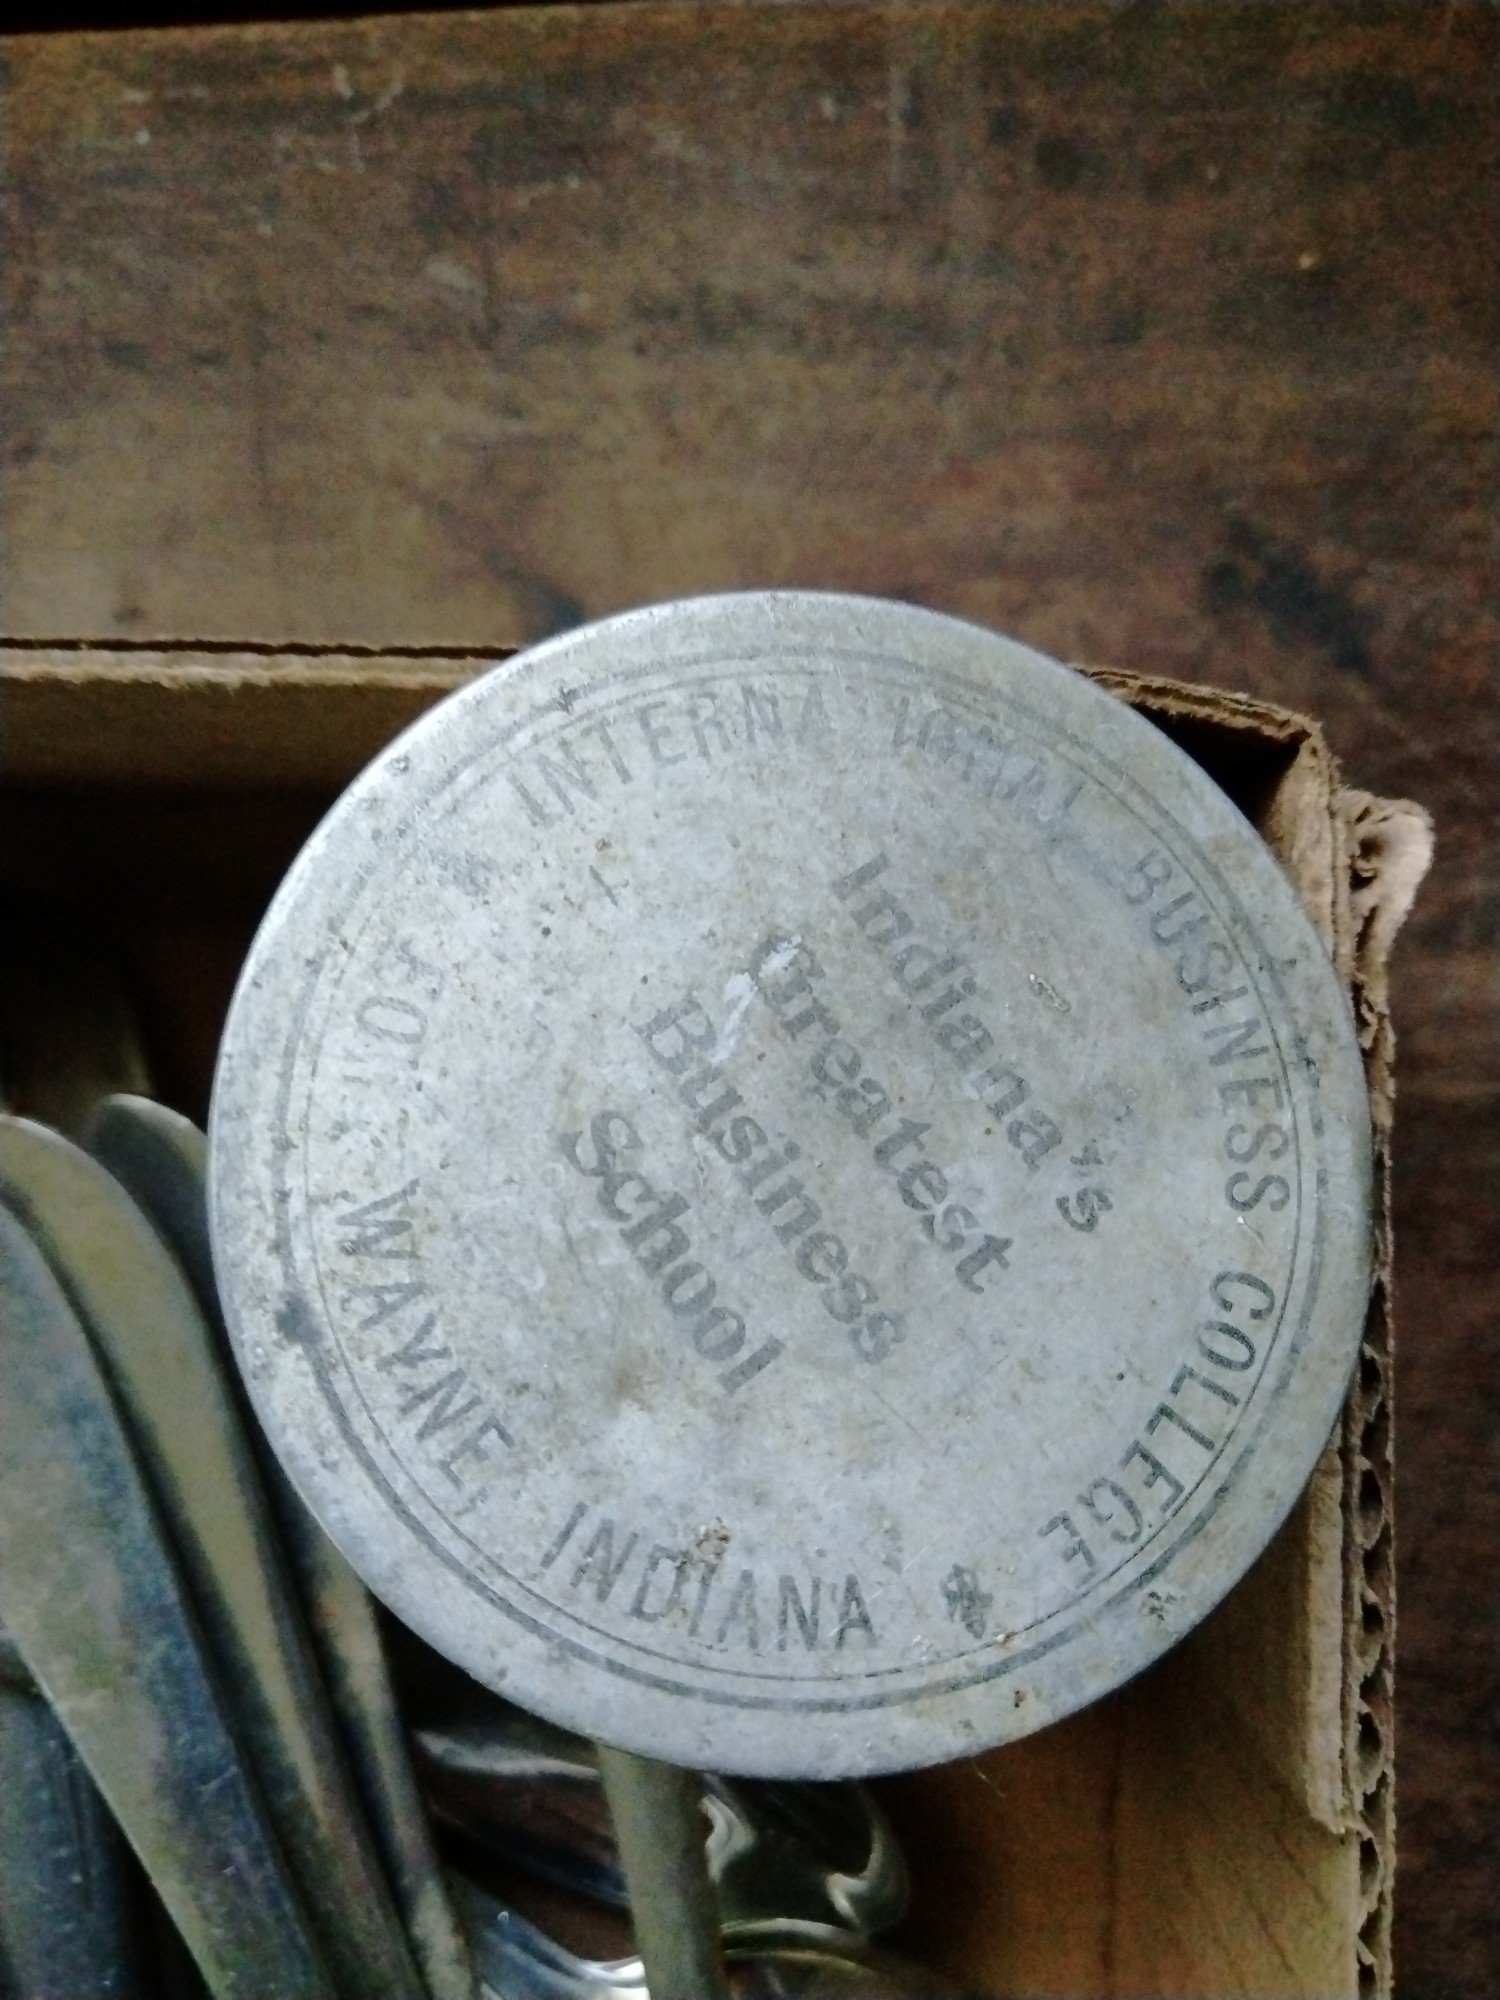 INTERNATIONAL BUSINESS COLLEGE
Indiana's
Greatest
Business
School
FORT WAYNE, INDIANA